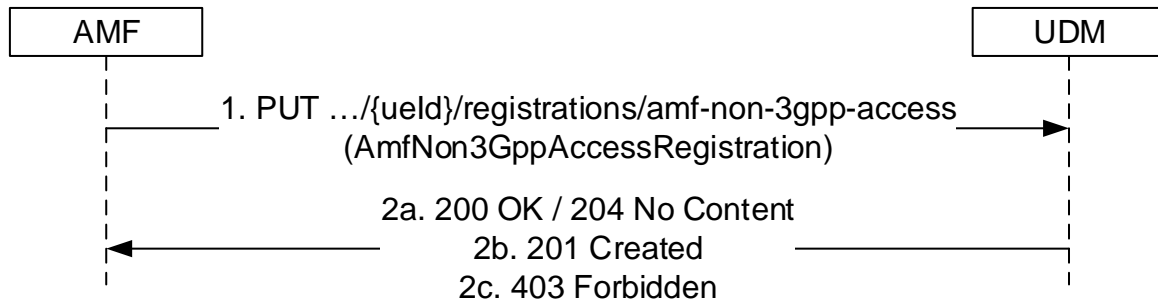 AMF
UDM
1. PUT …/{ueId}/registrations/amf-non-3gpp-access
(AmfNon3GppAccessRegistration)
2a. 200 OK / 204 No Content
2b. 201 Created
2c. 403 Forbidden